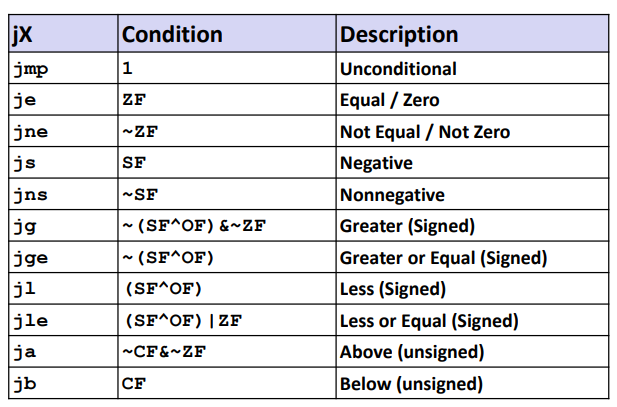 jX Condition Description
jmp 1 Unconditional
je ZF Equal / Zero
jne ~ZF Not Equal / Not Zero
js SF Negative
jns ~SF Nonnegative
jg ~(SF^OF)&~ZF Greater (Signed)
jge ~(SF^OF) Greater or Equal (Signed)
jl (SF^OF) Less (Signed)
jle (SF^OF)|ZF Less or Equal (Signed)
ja ~CF&~ZF Above (unsigned)
jb CF Below (unsigned)